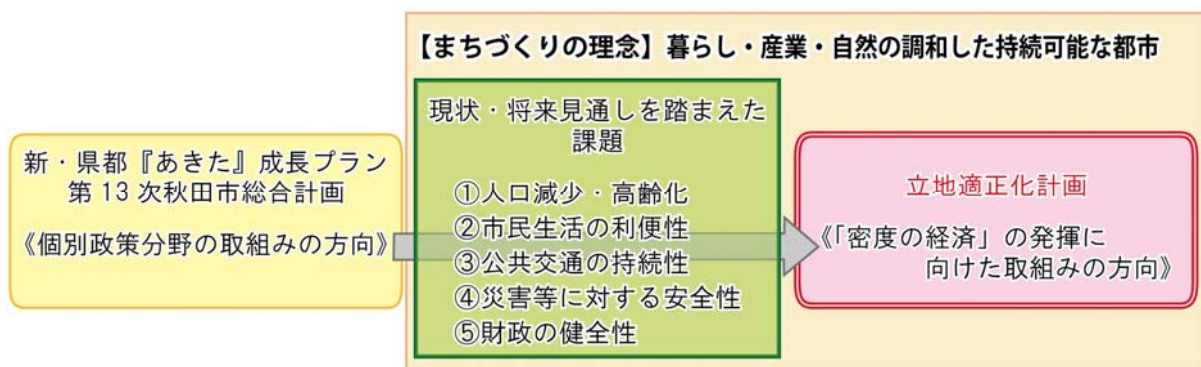 【まちづくりの理念】暮らし・産業・自然の調和した持続可能な都市
新・県都『あきた』成長プラン
第13次秋田市総合計画
《個別政策分野の取組みの方向》
現状・将来見通しを踏まえた
課題
①人口減少・高齢化
②市民生活の利便性
③公共交通の持続性
④災害等に対する安全性
⑤財政の健全性
立地適正化計画
《「密度の経済」の発揮に
向けた取組みの方向》